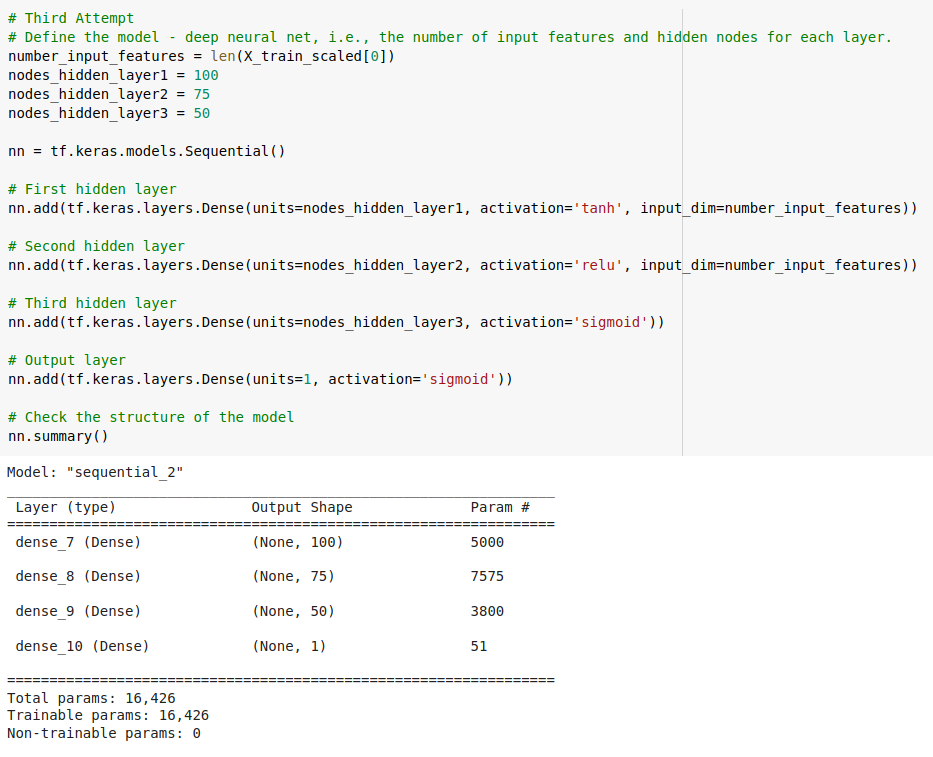 # Third Attempt
# Define the model - deep neural net, i.e., the number of input features and hidden nodes for each layer.
number_input_features = len(X_train_scaled[0])
nodes_hidden_layer1 = 100
nodes_hidden_layer2 = 75
nodes_hidden_layer3 = 50
nn = tf.keras.models.Sequential()
# First hidden layer
nn.add(tf.keras.layers.Dense(units=nodes_hidden_layer1, activation='tanh', input_dim=number_input_features))
# Second hidden layer
nn.add(tf.keras.layers.Dense(units=nodes_hidden_layer2, activation='relu', input_dim=number_input_features))
# Third hidden layer
nn.add(tf.keras.layers.Dense(units=nodes_hidden_layer3, activation='sigmoid'))
# Output layer
nn.add(tf.keras.layers.Dense(units=1, activation='sigmoid'))
# Check the structure of the model
nn.summary()
Model: "sequential_2"
_________________________________________________________________
Layer (type) Output Shape Param #
=================================================================
dense_7 (Dense) (None, 100) 5000
dense_8 (Dense) (None, 75) 7575
dense_9 (Dense) (None, 50) 3800
dense_10 (Dense) (None, 1) 51
=================================================================
Total params: 16,426
Trainable params: 16,426
Non-trainable params: 0